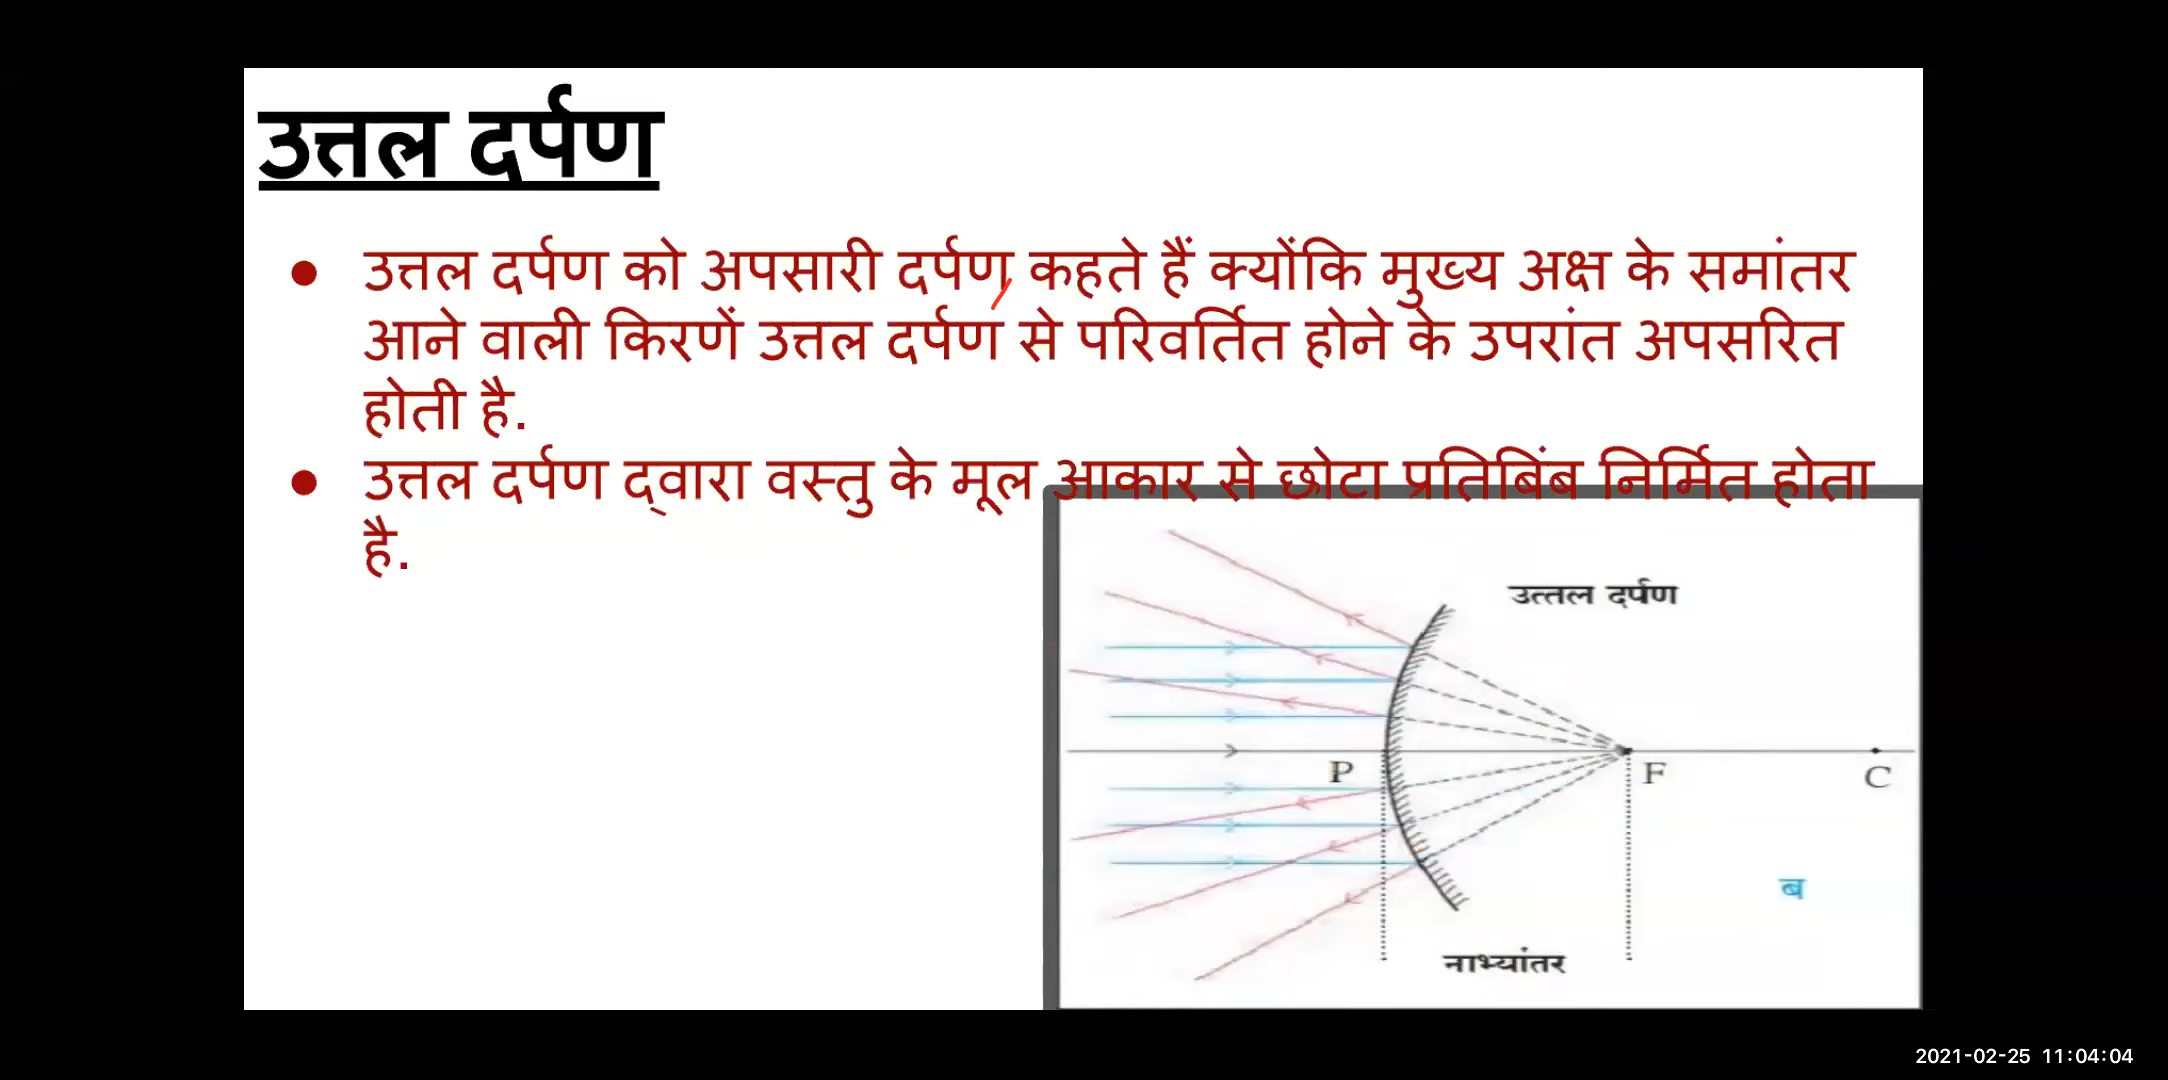 उत्तल दर्पण
● उत्तल दर्पण को अपसारी दर्पण कहते हैं क्योंकि मुख्य अक्ष के समांतर
आने वाली किरणें उत्तल दर्पण से परिवर्तित होने के उपरांत अपसरित
होती है.
● उत्तल दर्पण द्वारा वस्तु के मूल आकार से छोटा प्रतिबिंब निर्मित होता
है.
उत्तल दर्पण
P
F
C
ब
नाभ्यांतर
2021-02-25 11:04:04